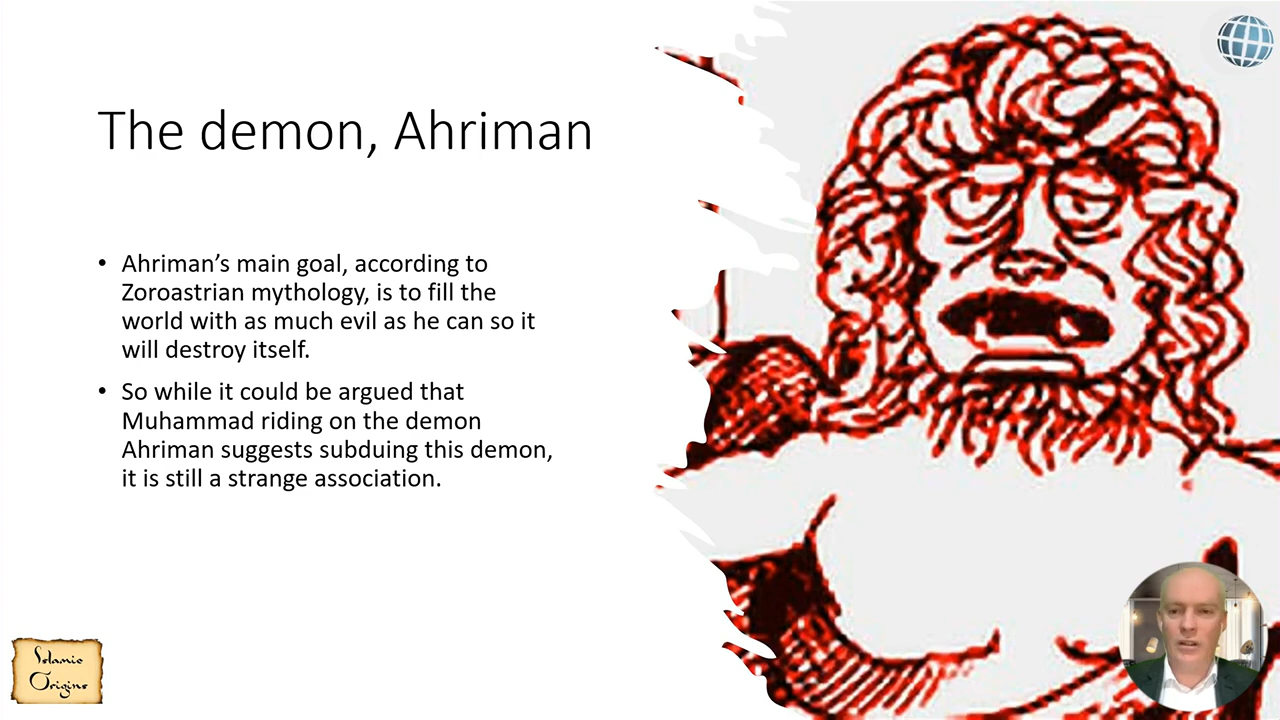 The demon, Ahriman
• Ahriman’s main goal, according to
Zoroastrian mythology, is to fill the
world with as much evil as he can so it
will destroy itself.
• So while it could be argued that
Muhammad riding on the demon
Ahriman suggests subduing this demon,
it is still a strange association.
Islamic
Origins